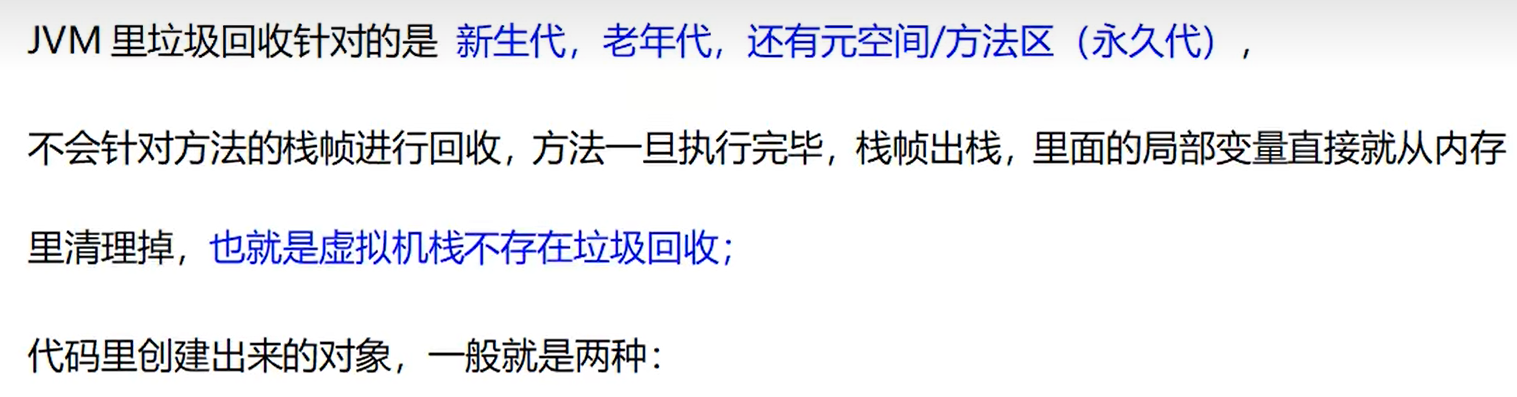 JVM 里垃圾回收针对的是 新生代，老年代，还有元空间/方法区（永久代），
不会针对方法的栈帧进行回收，方法一旦执行完毕，栈帧出栈，里面的局部变量直接就从内存
里清理掉，也就是虚拟机栈不存在垃圾回收；
代码里创建出来的对象，一般就是两种：